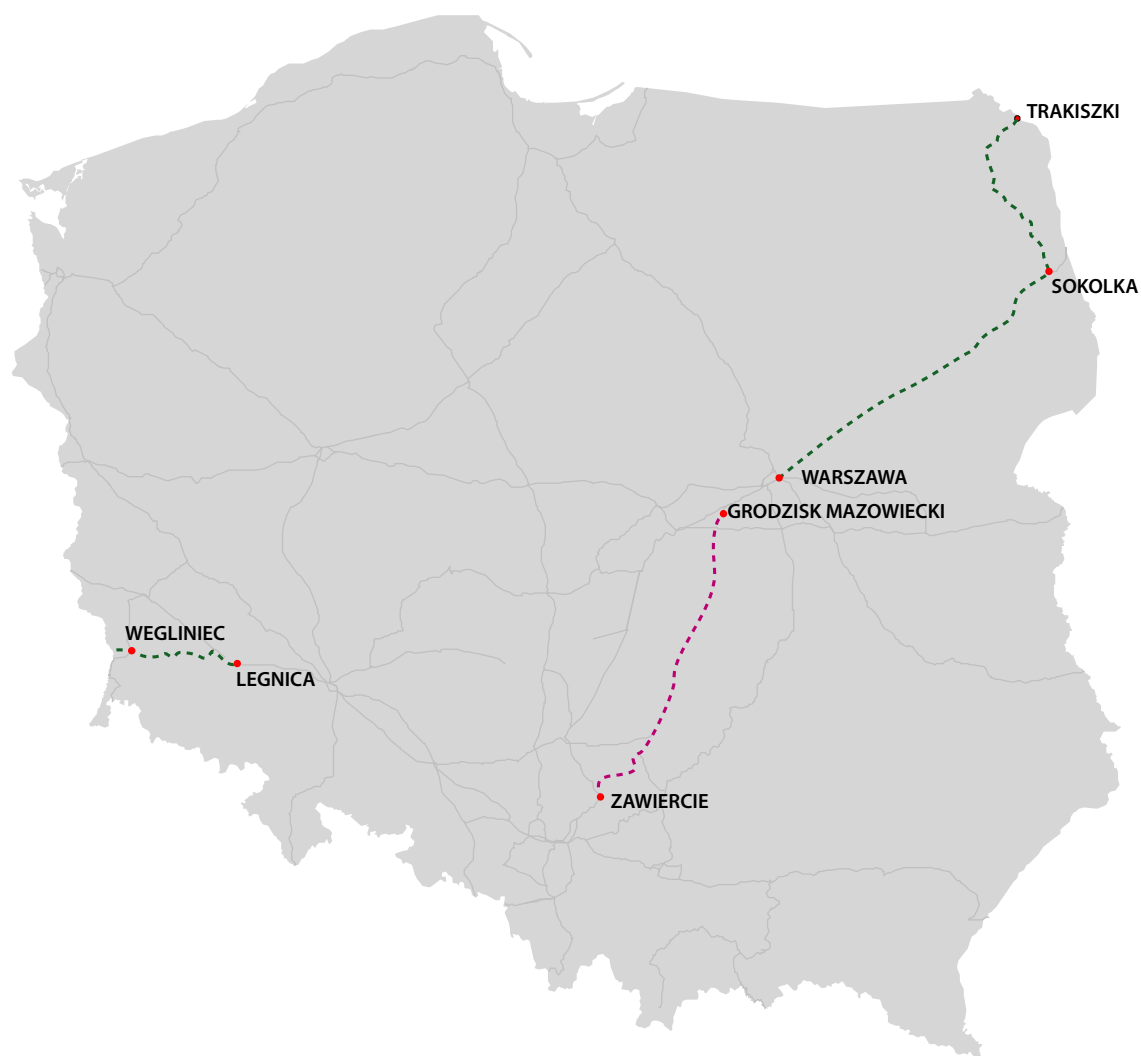 TRAKISZKI
SOKOLKA
WARSZAWA
GRODZISK MAZOWIECKI
WEGLINIEC
LEGNICA
ZAWIERCIE